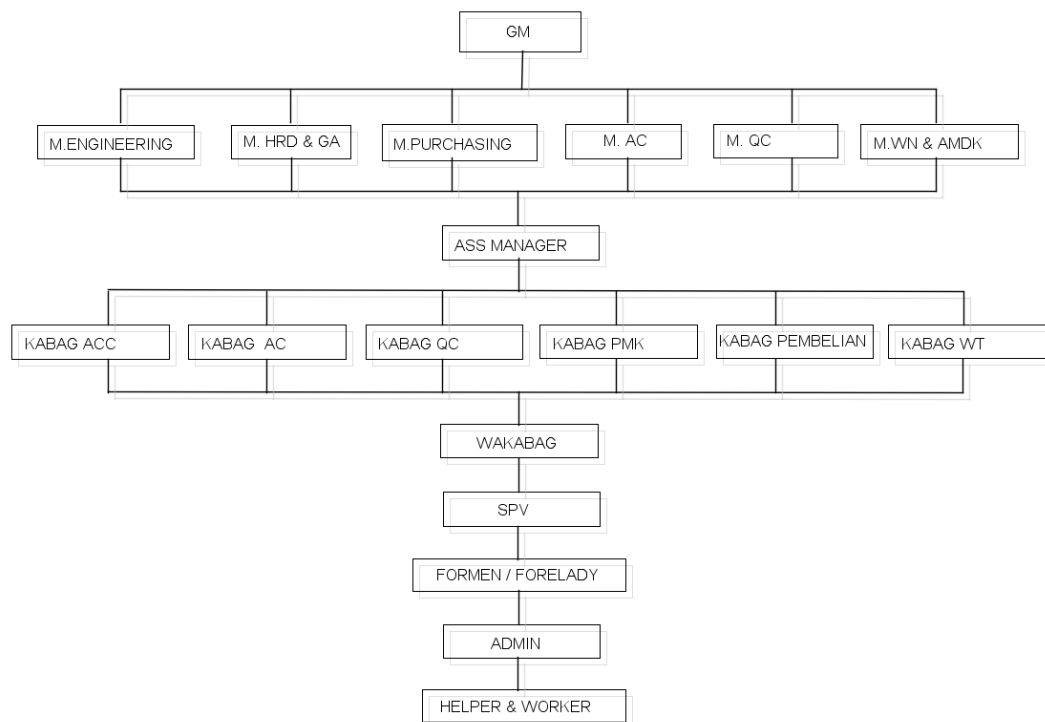 GM
M.ENGINEERING
M. HRD & GA
M.PURCHASING
M. AC
M. QC
M.WN & AMDK
ASS MANAGER
KABAG ACC
KABAG AC
KABAG QC
KABAG PMK
KABAG PEMBELIAN
KABAG WT
WAKABAG
SPV
FORMEN / FORELADY
ADMIN
HELPER & WORKER